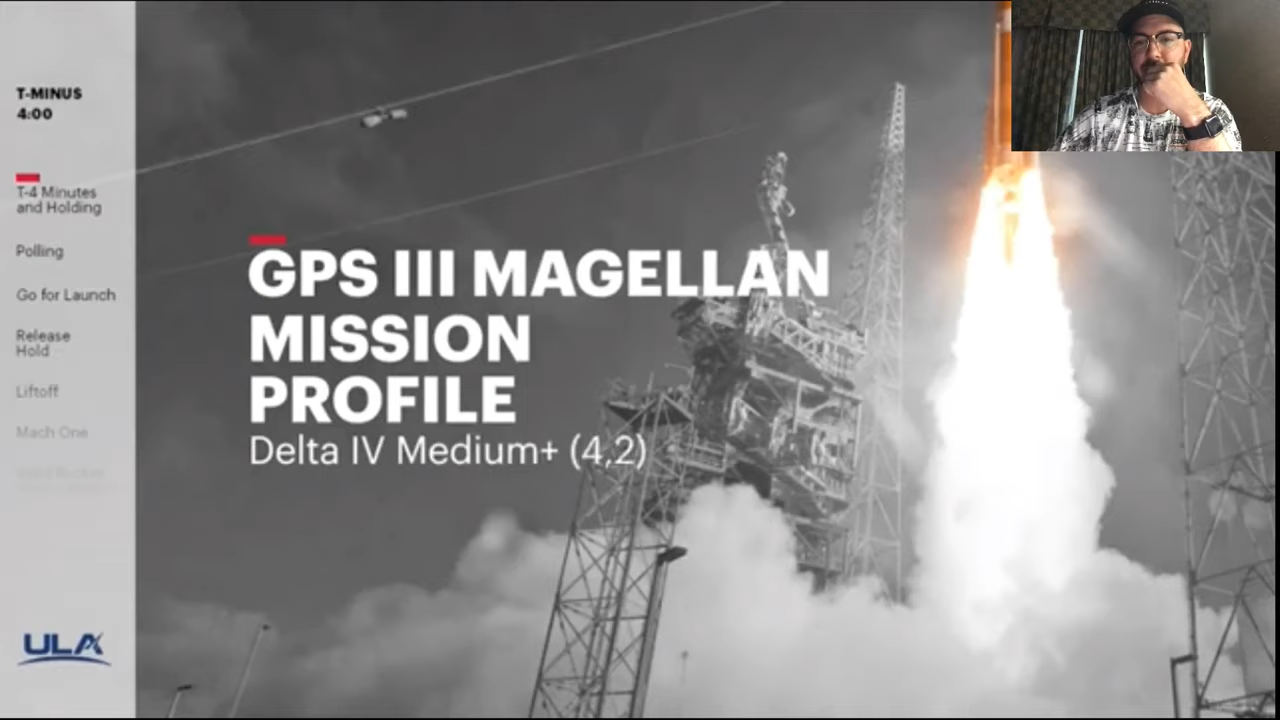 T-MINUS
4:00
T-4 Minutes
and Holding
Polling
Go for Launch
Release
Hold
Liftoff
Mach One
GPS III MAGELLAN
MISSION
PROFILE
Delta IV Medium+ (4,2)
ULA